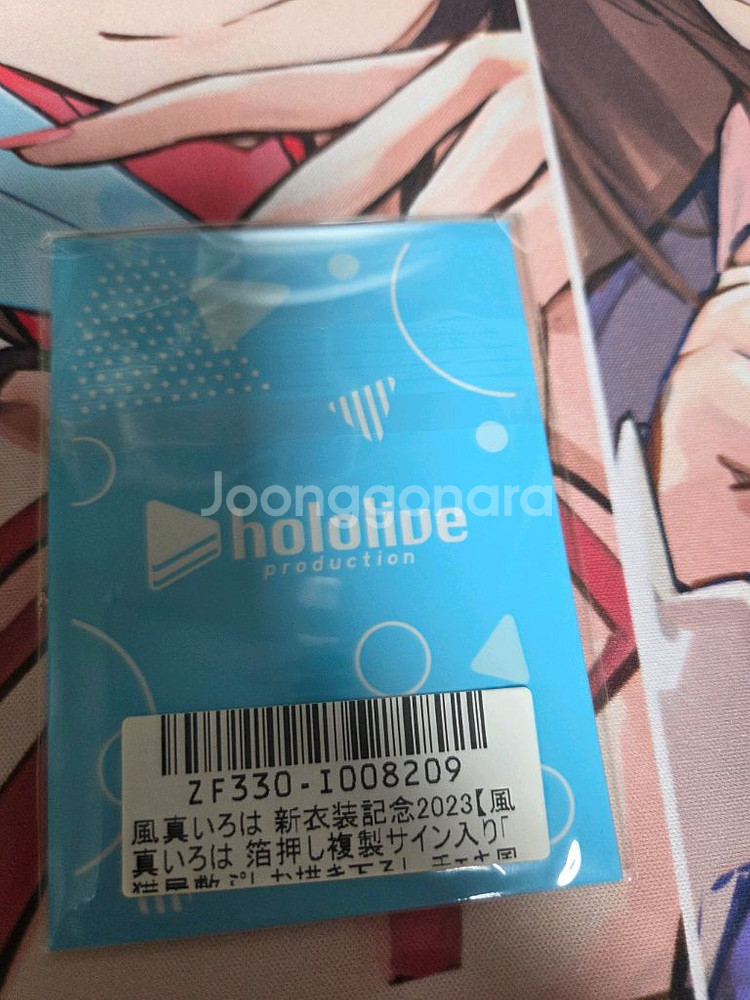 Joonggonara
hololive
production
ZF330-I008209
風真いろは 新衣装記念2023【風
真いろは 箔押し複製サイン入り「